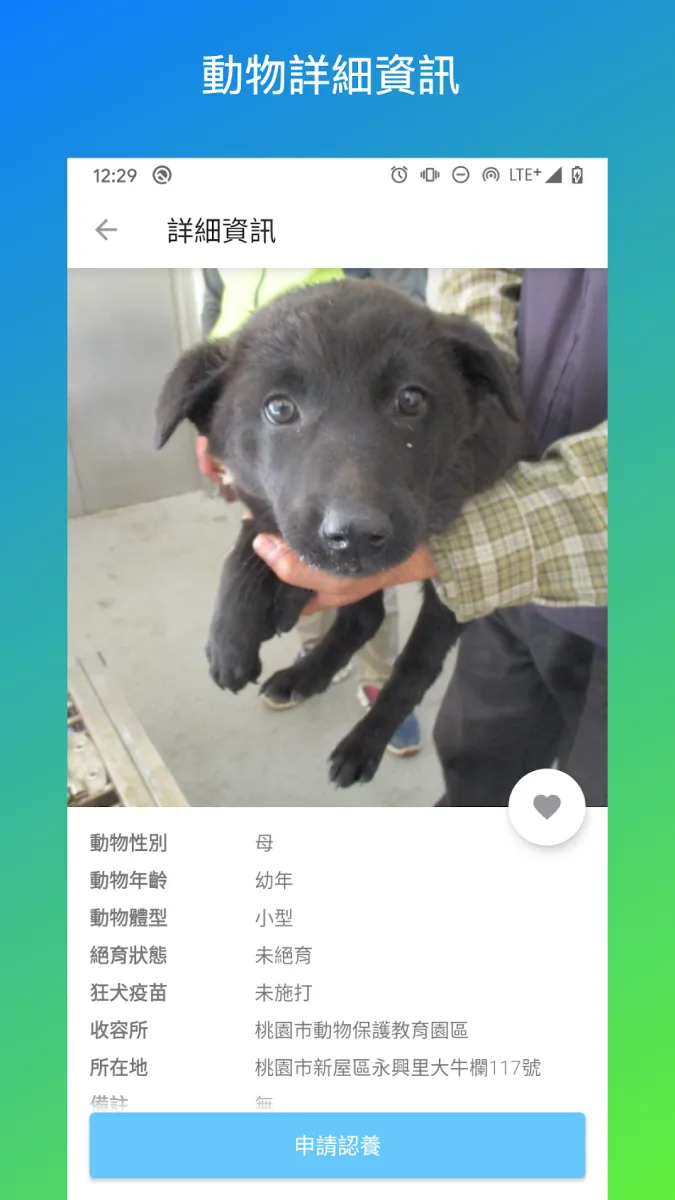 動物詳細資訊
12:29 LTE+
詳細資訊
動物性別 母
動物年齡 幼年
動物體型 小型
絕育狀態 未絕育
狂犬疫苗 未施打
收容所 桃園市動物保護教育園區
所在地 桃園市新屋區永興里大牛欄117號
備註 無
申請認養